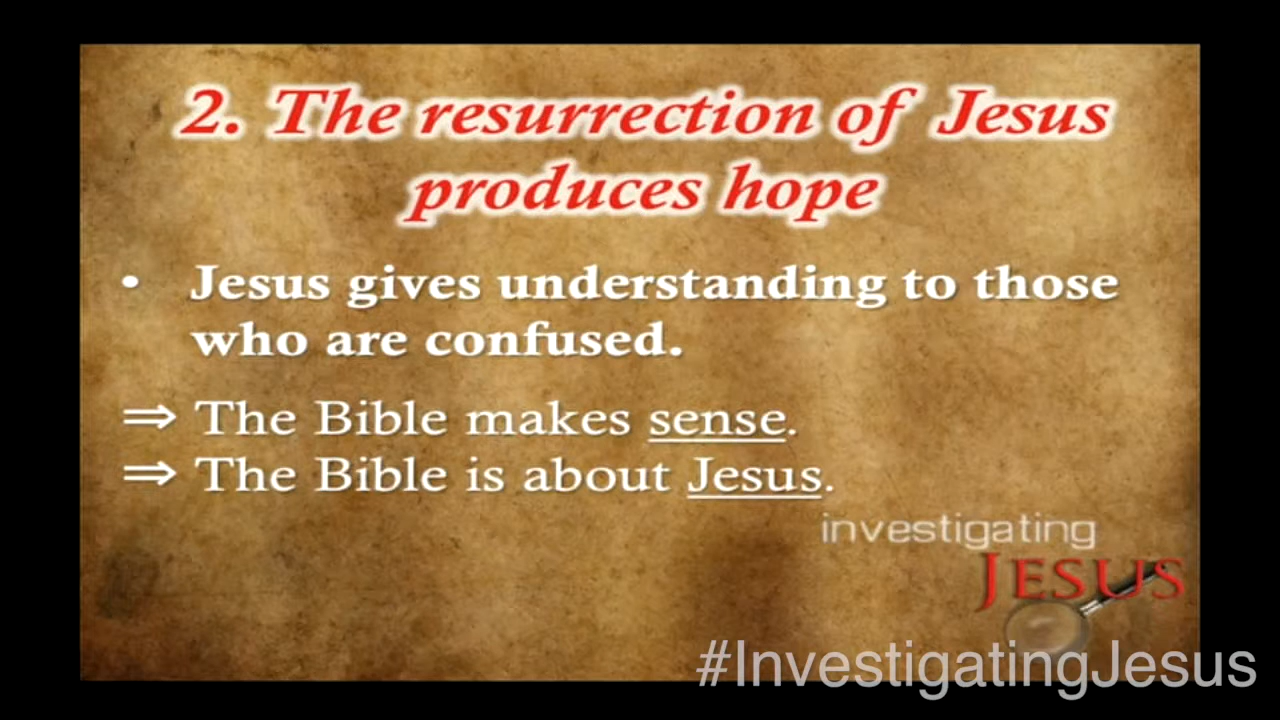 2. The resurrection of Jesus
produces hope
• Jesus gives understanding to those
who are confused.
⇒ The Bible makes sense.
⇒ The Bible is about Jesus.
investigating
JESUS
#InvestigatingJesus